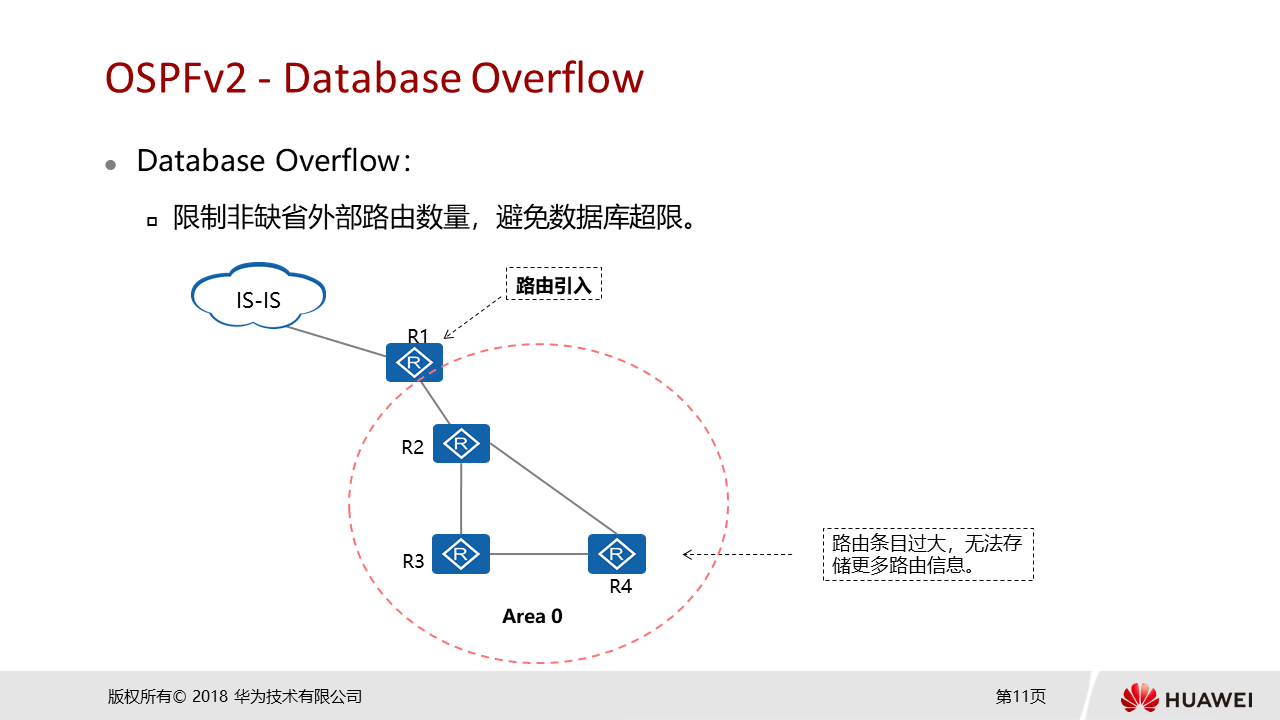 OSPFv2 - Database Overflow
Database Overflow：
限制非缺省外部路由数量，避免数据库超限。
IS-IS
路由引入
R1
R
R2
R
R3
R
R
R4
路由条目过大，无法存
储更多路由信息。
Area 0
版权所有© 2018 华为技术有限公司
第11页
HUAWEI